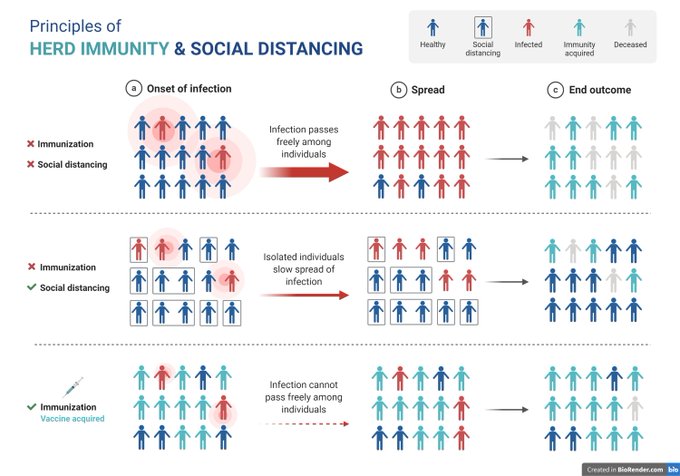 Principles of
HERD IMMUNITY & SOCIAL DISTANCING
Healthy
Social
distancing
Infected
Immunity
acquired
Deceased
a Onset of infection
b Spread
c End outcome
Immunization
Social distancing
Infection passes
freely among
individuals
Immunization
Social distancing
Isolated individuals
slow spread of
infection
Immunization
Vaccine acquired
Infection cannot
pass freely among
individuals
Created in BioRender.com bio